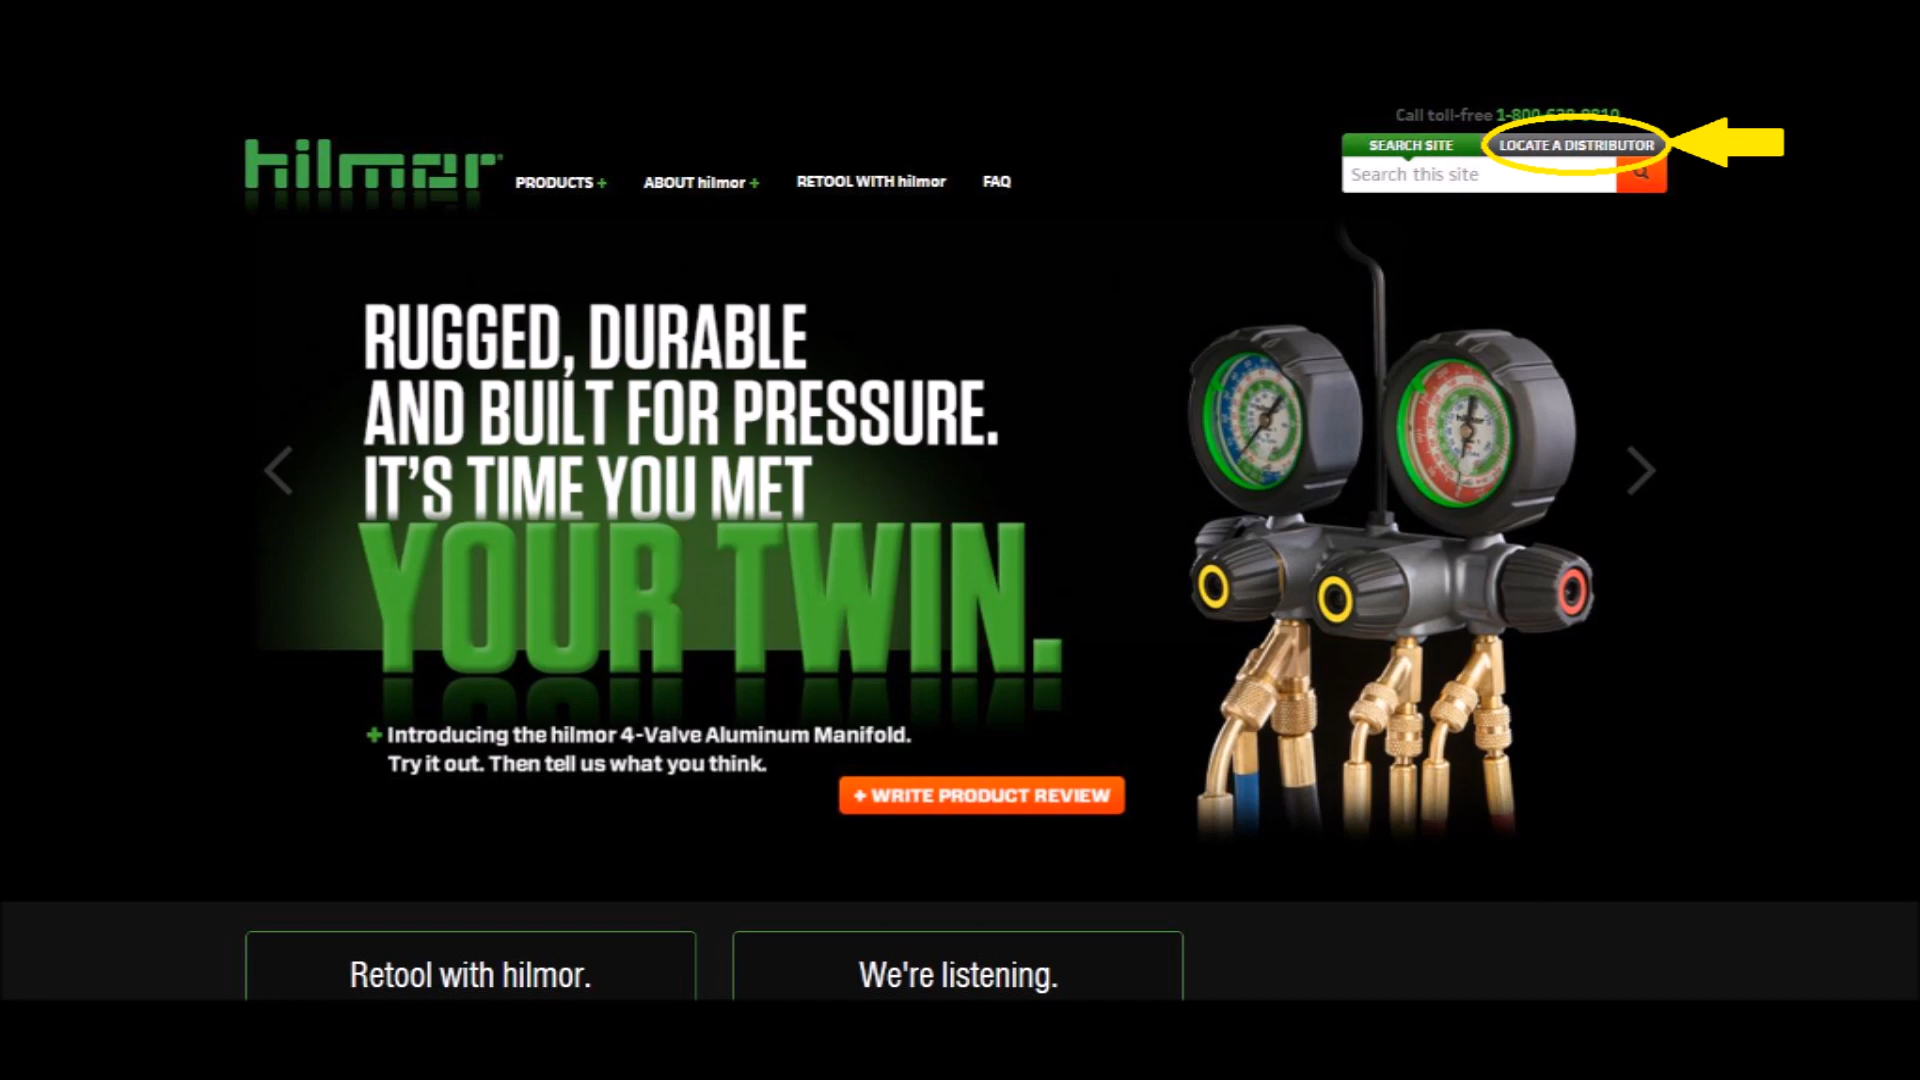 Call toll-free
hilmor
PRODUCTS +
ABOUT hilmor +
RETOOL WITH hilmor
FAQ
SEARCH SITE
LOCATE A DISTRIBUTOR
Search this site
RUGGED, DURABLE
AND BUILT FOR PRESSURE.
IT'S TIME YOU MET
YOUR TWIN.
+ Introducing the hilmor 4-Valve Aluminum Manifold.
Try it out. Then tell us what you think.
+ WRITE PRODUCT REVIEW
Retool with hilmor.
We're listening.